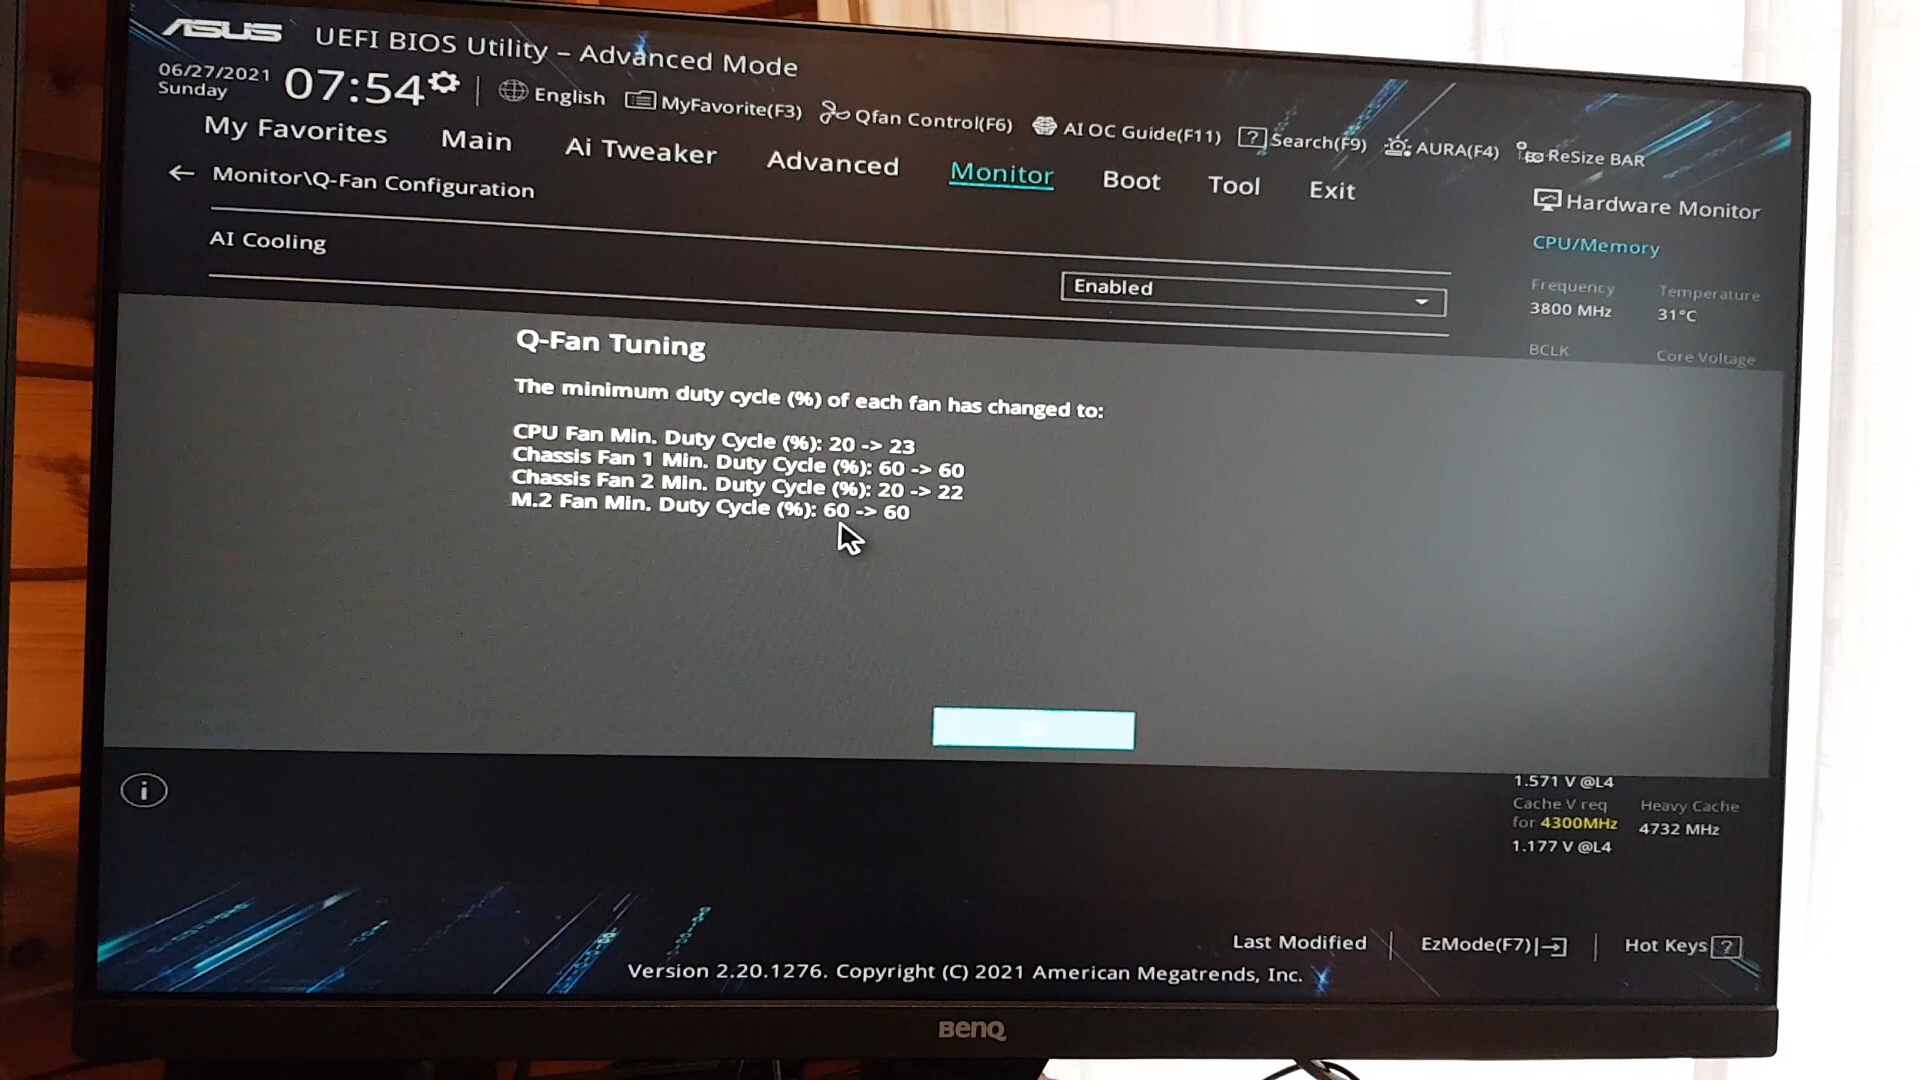 ASUS UEFI BIOS Utility – Advanced Mode
06/27/2021
Sunday
07:54
English
MyFavorite(F3)
Qfan Control(F6)
AI OC Guide(F11)
Search(F9)
AURA(F4)
ReSize BAR
My Favorites
Main
Ai Tweaker
Advanced
Monitor
Boot
Tool
Exit
Monitor\Q-Fan Configuration
AI Cooling
Enabled
Hardware Monitor
CPU/Memory
Frequency
Temperature
3800 MHz
31°C
BCLK
Core Voltage
Q-Fan Tuning
The minimum duty cycle (%) of each fan has changed to:
CPU Fan Min. Duty Cycle (%): 20 -> 23
Chassis Fan 1 Min. Duty Cycle (%): 60 -> 60
Chassis Fan 2 Min. Duty Cycle (%): 20 -> 22
M.2 Fan Min. Duty Cycle (%): 60 -> 60
1.571 V @L4
Cache V req
for 4300MHz
Heavy Cache
4732 MHz
1.177 V @L4
Last Modified
EzMode(F7)
Hot Keys ?
Version 2.20.1276. Copyright (C) 2021 American Megatrends, Inc.
BenQ